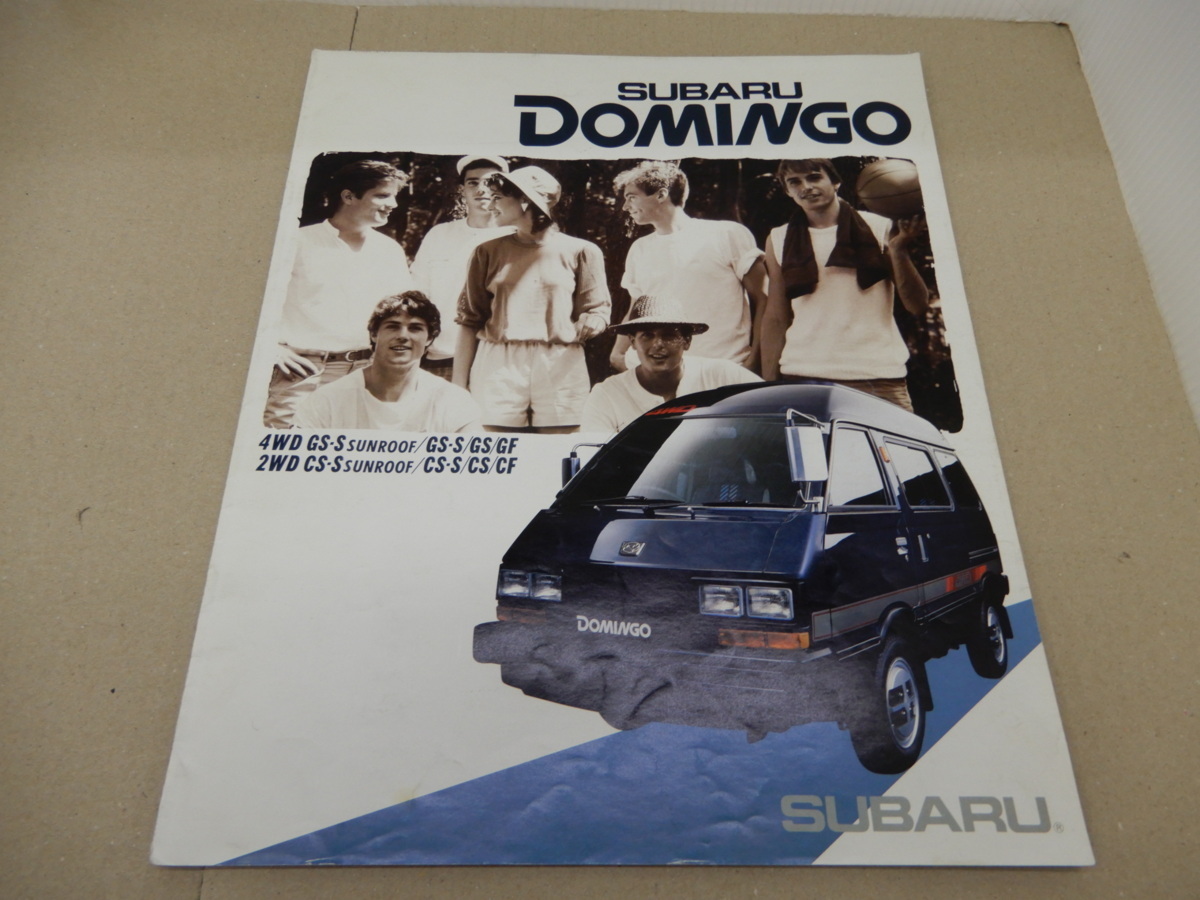 SUBARU
DOMINGO
4WD GS-S SUNROOF/GS-S/GS/GF
2WD CS-S SUNROOF/CS-S/CS/CF
DOMINGO
SUBARU®